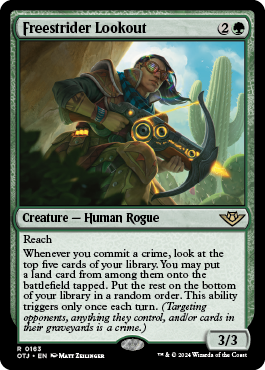 Freestrider Lookout 2
Creature — Human Rogue
Reach
Whenever you commit a crime, look at the
top five cards of your library. You may put
a land card from among them onto the
battlefield tapped. Put the rest on the bottom
of your library in a random order. This ability
triggers only once each turn. (Targeting
opponents, anything they control, and/or cards in
their graveyards is a crime.)
3/3
R 0163
OTJ • EN Matt Zeilinger ™ & © 2024 Wizards of the Coast